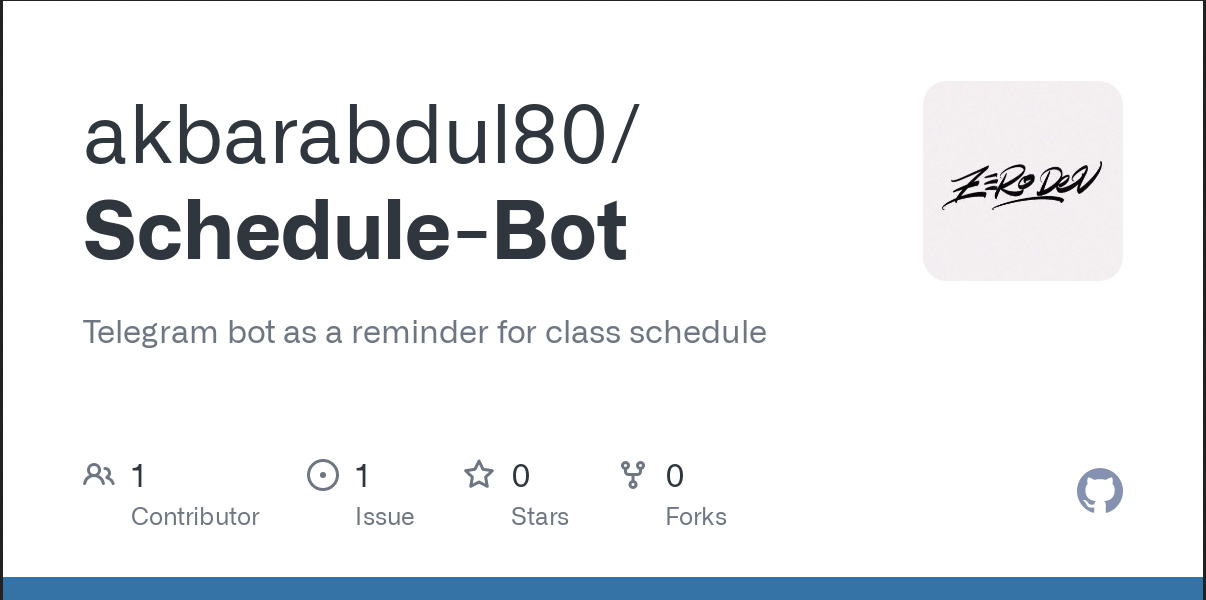 akbarabdul80/
Schedule-Bot
ZERO DEV
Telegram bot as a reminder for class schedule
1
Contributor
1
Issue
0
Stars
0
Forks